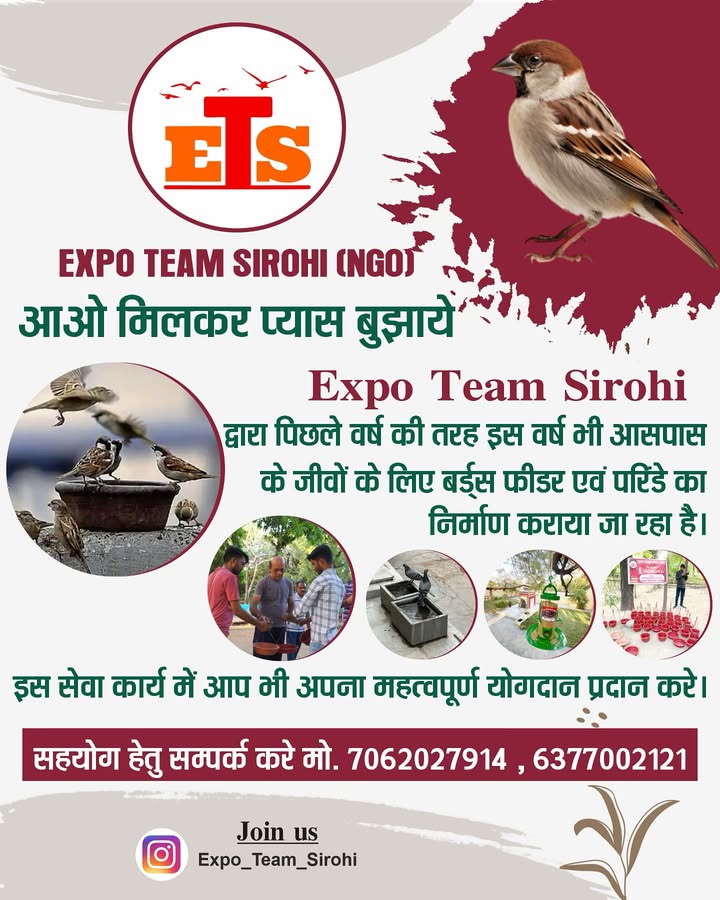 ETS
EXPO TEAM SIROHI (NGO)
आओ मिलकर प्यास बुझाये
Expo Team Sirohi
द्वारा पिछले वर्ष की तरह इस वर्ष भी आसपास
के जीवों के लिए बर्ड्स फीडर एवं परिंडे का
निर्माण कराया जा रहा है।
इस सेवा कार्य में आप भी अपना महत्वपूर्ण योगदान प्रदान करे।
सहयोग हेतु सम्पर्क करे मो. 7062027914 , 6377002121
Join us
Expo_Team_Sirohi